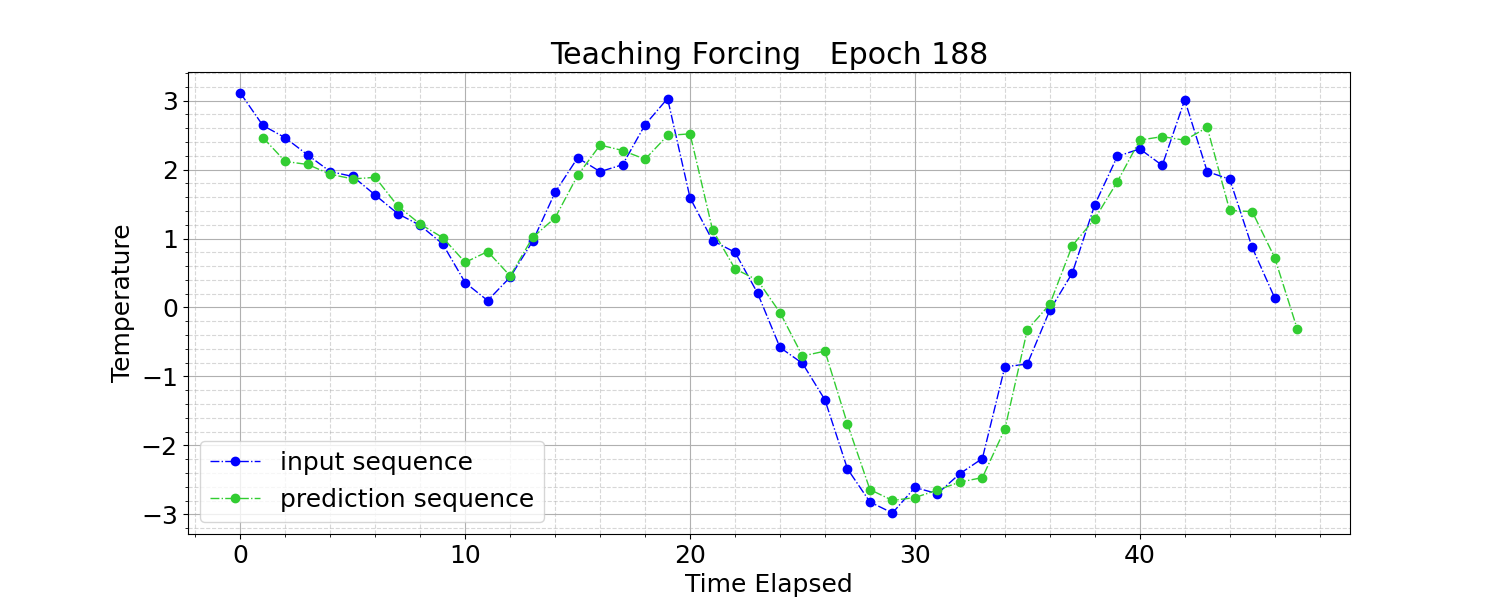 Teaching Forcing   Epoch 188
3
2
1
0
−1
−2
−3
Temperature
input sequence
prediction sequence
0 10 20 30 40
Time Elapsed